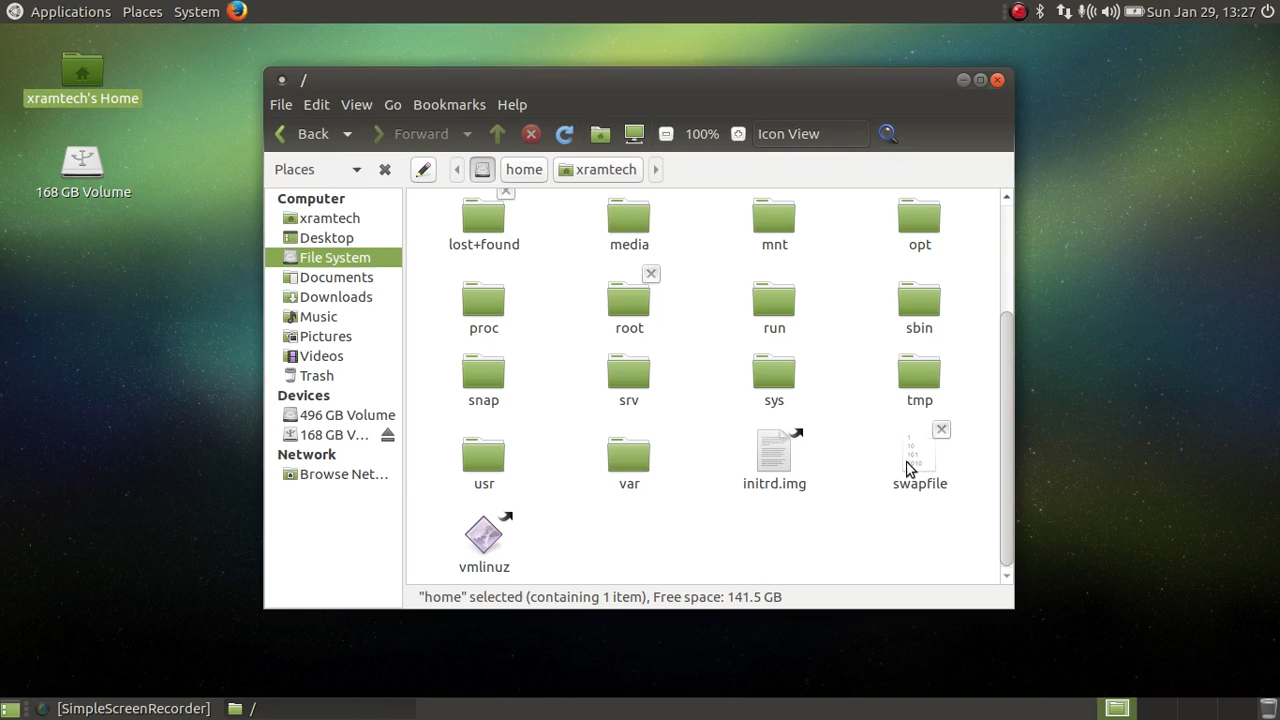 Applications Places System Sun Jan 29, 13:27
xramtech's Home
168 GB Volume
/
File Edit View Go Bookmarks Help
Back Forward 100% Icon View
Places home xramtech
Computer
xramtech
Desktop
File System
Documents
Downloads
Music
Pictures
Videos
Trash
Devices
496 GB Volume
168 GB V...
Network
Browse Net...
lost+found media mnt opt
proc root run sbin
snap srv sys tmp
1
10
101
usr var initrd.img swapfile
vmlinuz
"home" selected (containing 1 item), Free space: 141.5 GB
[SimpleScreenRecorder] /